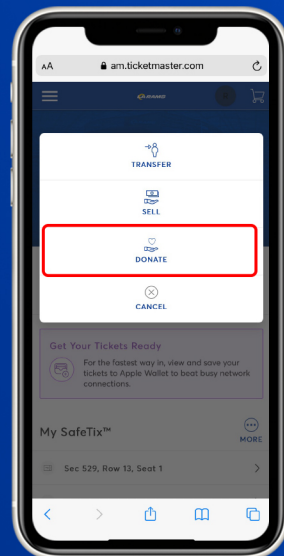 AA am.ticketmaster.com
TRANSFER
SELL
DONATE
CANCEL
Get Your Tickets Ready
For the fastest way in, view and save your
tickets to Apple Wallet to beat busy network
connections.
My SafeTix™
MORE
Sec 529, Row 13, Seat 1